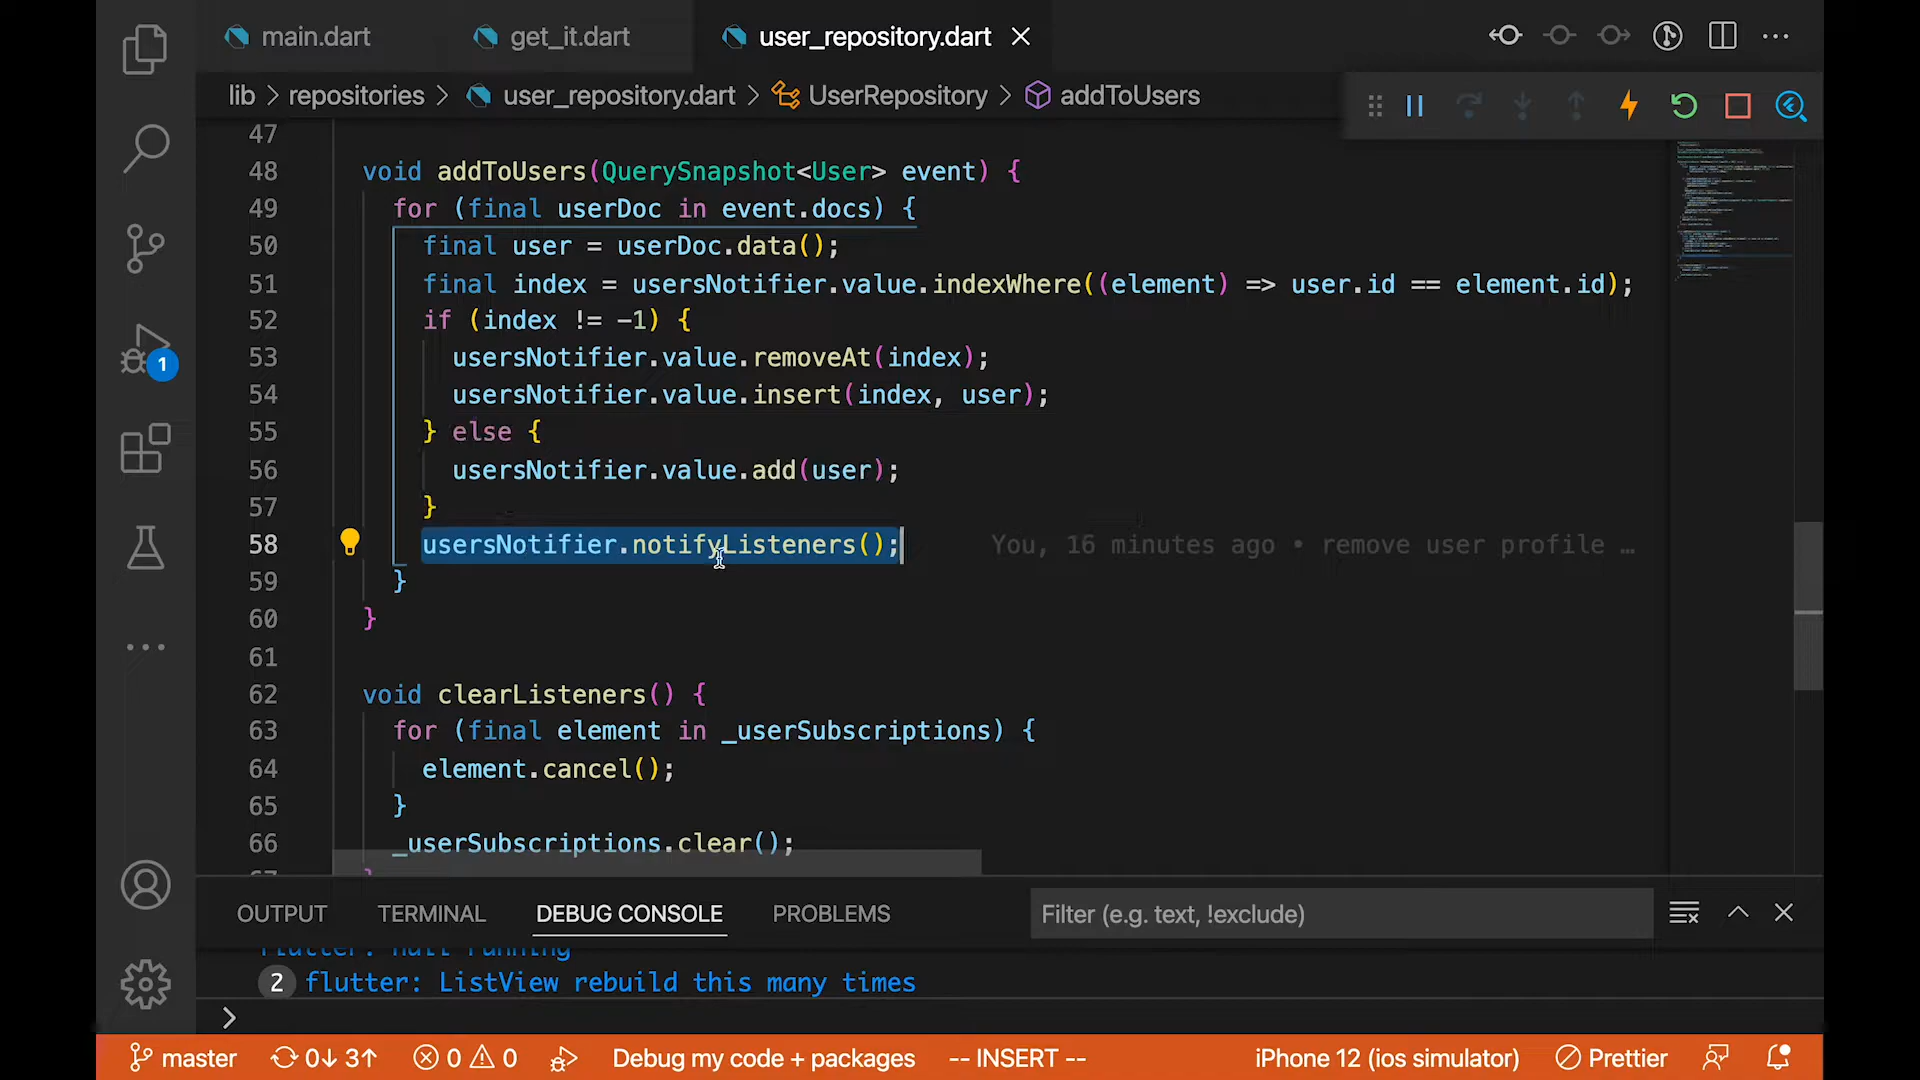 main.dart
get_it.dart
user_repository.dart
lib > repositories > user_repository.dart > UserRepository > addToUsers
47
48 void addToUsers(QuerySnapshot<User> event) {
49 for (final userDoc in event.docs) {
50 final user = userDoc.data();
51 final index = usersNotifier.value.indexWhere((element) => user.id == element.id);
52 if (index != -1) {
53 usersNotifier.value.removeAt(index);
54 usersNotifier.value.insert(index, user);
55 } else {
56 usersNotifier.value.add(user);
57 }
58 usersNotifier.notifyListeners(); You, 16 minutes ago • remove user profile …
59 }
60 }
61
62 void clearListeners() {
63 for (final element in _userSubscriptions) {
64 element.cancel();
65 }
66 _userSubscriptions.clear();
1
OUTPUT TERMINAL DEBUG CONSOLE PROBLEMS Filter (e.g. text, !exclude)
flutter: null running
2 flutter: ListView rebuild this many times
>
master 0↓ 3↑ 0 0 Debug my code + packages -- INSERT -- iPhone 12 (ios simulator) Prettier